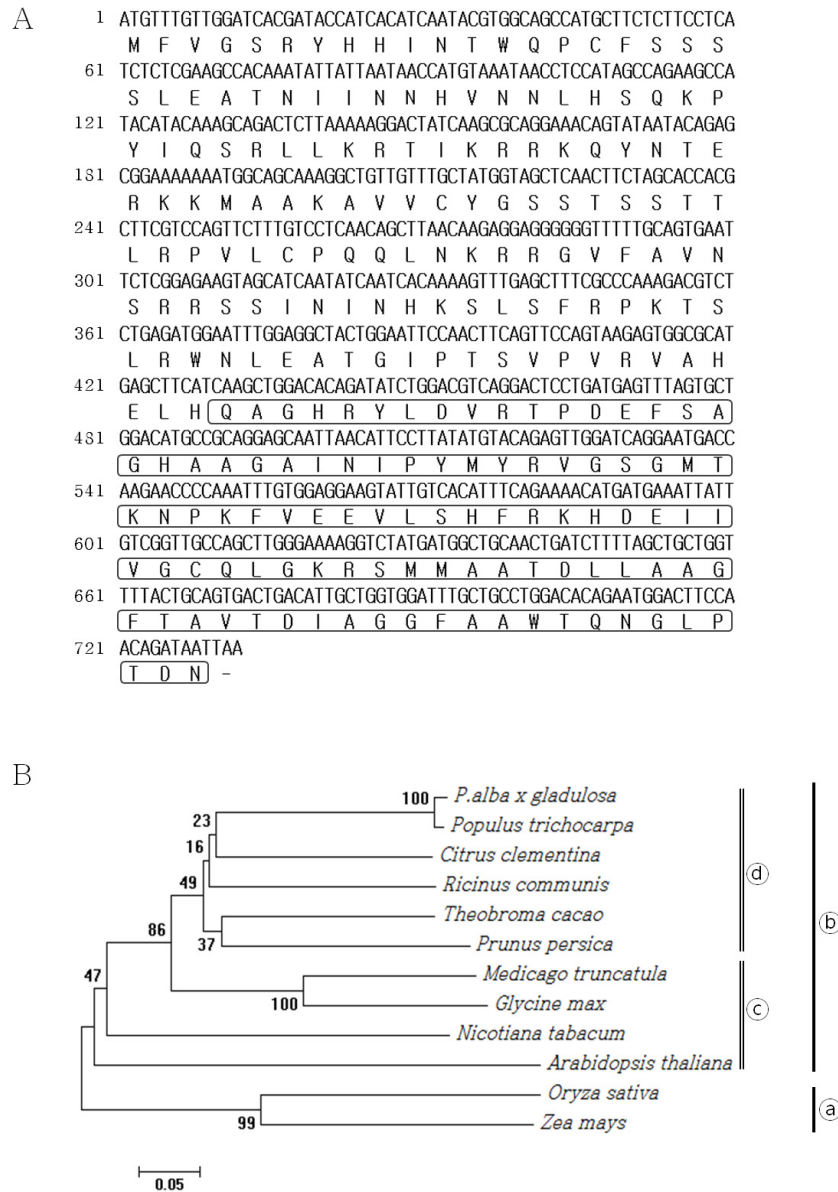 A
1 ATGTTTGTTGGATCACGATACCATCACATCAATACGTGGCAGCCATGCTTCTCTTCCTCA
M F V G S R Y H H I N T W Q P C F S S S
61 TCTCTCGAAGCCACAAATATTATTAATAACCATGTAAATAACCTCCATAGCCAGAAGCCA
S L E A T N I I N N H V N N L H S Q K P
121 TACATACAAAGCAGACTCTTAAAAAGGACTATCAAGCGCAGGAAACAGTATAATACAGAG
Y I Q S R L L K R T I K R R K Q Y N T E
181 CGGAAAAAAATGGCAGCAAAGGCTGTTGTTTGCTATGGTAGCTCAACTTCTAGCACCACG
R K K M A A K A V V C Y G S S T S S T T
241 CTTCGTCCAGTTCTTTGTCCTCAACAGCTTAACAAGAGGAGGGGGGTTTTTGCAGTGAAT
L R P V L C P Q Q L N K R R G V F A V N
301 TCTCGGAGAAGTAGCATCAATATCAATCACAAAAGTTTGAGCTTTCGCCCAAAGACGTCT
S R R S S I N I N H K S L S F R P K T S
361 CTGAGATGGAATTTGGAGGCTACTGGAATTCCAACTTCAGTTCCAGTAAGAGTGGCGCAT
L R W N L E A T G I P T S V P V R V A H
421 GAGCTTCATCAAGCTGGACACAGATATCTGGACGTCAGGACTCCTGATGAGTTTAGTGCT
E L H Q A G H R Y L D V R T P D E F S A
481 GGACATGCCGCAGGAGCAATTAACATTCCTTATATGTACAGAGTTGGATCAGGAATGACC
G H A A G A I N I P Y M Y R V G S G M T
541 AAGAACCCCAAATTTGTGGAGGAAGTATTGTCACATTTCAGAAAACATGATGAAATTATT
K N P K F V E E V L S H F R K H D E I I
601 GTCGGTTGCCAGCTTGGGAAAAGGTCTATGATGGCTGCAACTGATCTTTTAGCTGCTGGT
V G C Q L G K R S M M A A T D L L A A G
661 TTTACTGCAGTGACTGACATTGCTGGTGGATTTGCTGCCTGGACACAGAATGGACTTCCA
F T A V T D I A G G F A A W T Q N G L P
721 ACAGATAATTAA
T D N -
B
100 P.alba x gladulosa
23 Populus trichocarpa
16 Citrus clementina
ⓓ
49 Ricinus communis
ⓑ
Theobroma cacao
86 37 Prunus persica
47 Medicago truncatula
100 Glycine max
ⓒ
Nicotiana tabacum
Arabidopsis thaliana
Oryza sativa
ⓐ
99 Zea mays
0.05